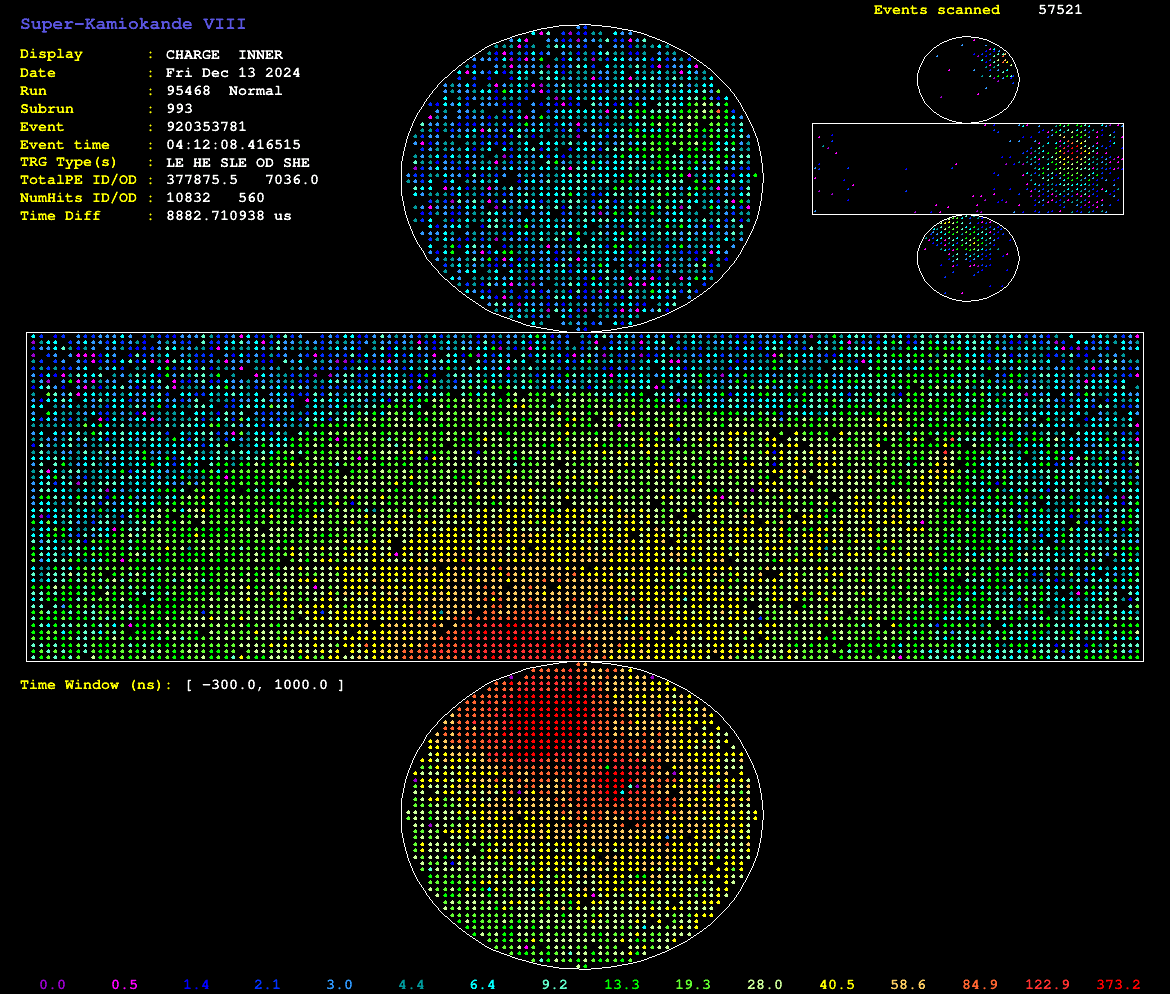 Super-Kamiokande VIII
Events scanned 57521
Display : CHARGE INNER
Date : Fri Dec 13 2024
Run : 95468 Normal
Subrun : 993
Event : 920353781
Event time : 04:12:08.416515
TRG Type(s) : LE HE SLE OD SHE
TotalPE ID/OD : 377875.5 7036.0
NumHits ID/OD : 10832 560
Time Diff : 8882.710938 us
Time Window (ns): [ −300.0, 1000.0 ]
0.0 0.5 1.4 2.1 3.0 4.4 6.4 9.2 13.3 19.3 28.0 40.5 58.6 84.9 122.9 373.2